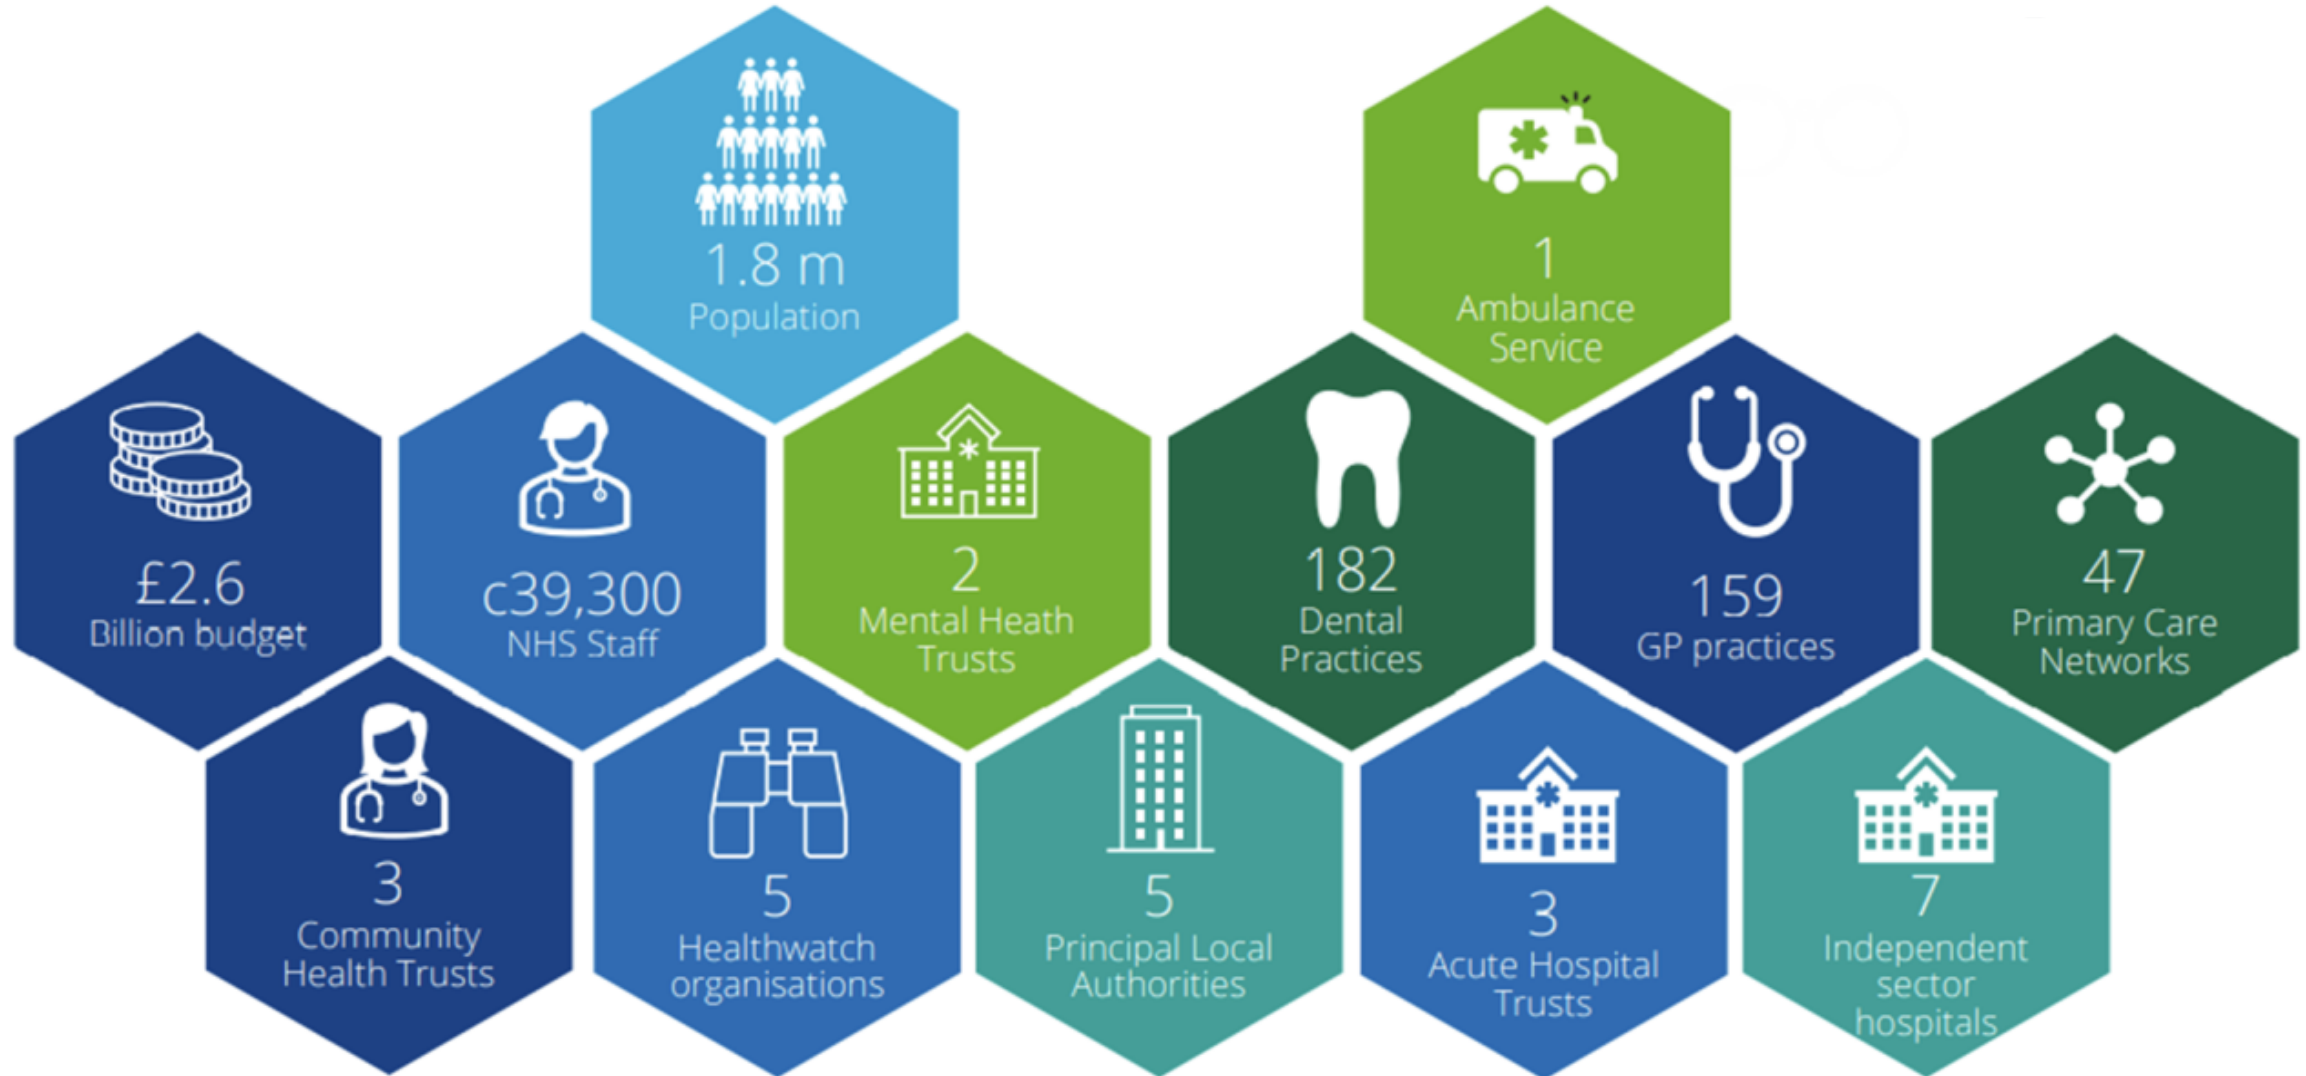 1.8 m
Population
1
Ambulance
Service
£2.6
Billion budget
c39,300
NHS Staff
2
Mental Heath
Trusts
182
Dental
Practices
159
GP practices
47
Primary Care
Networks
3
Community
Health Trusts
5
Healthwatch
organisations
5
Principal Local
Authorities
3
Acute Hospital
Trusts
7
Independent
sector
hospitals